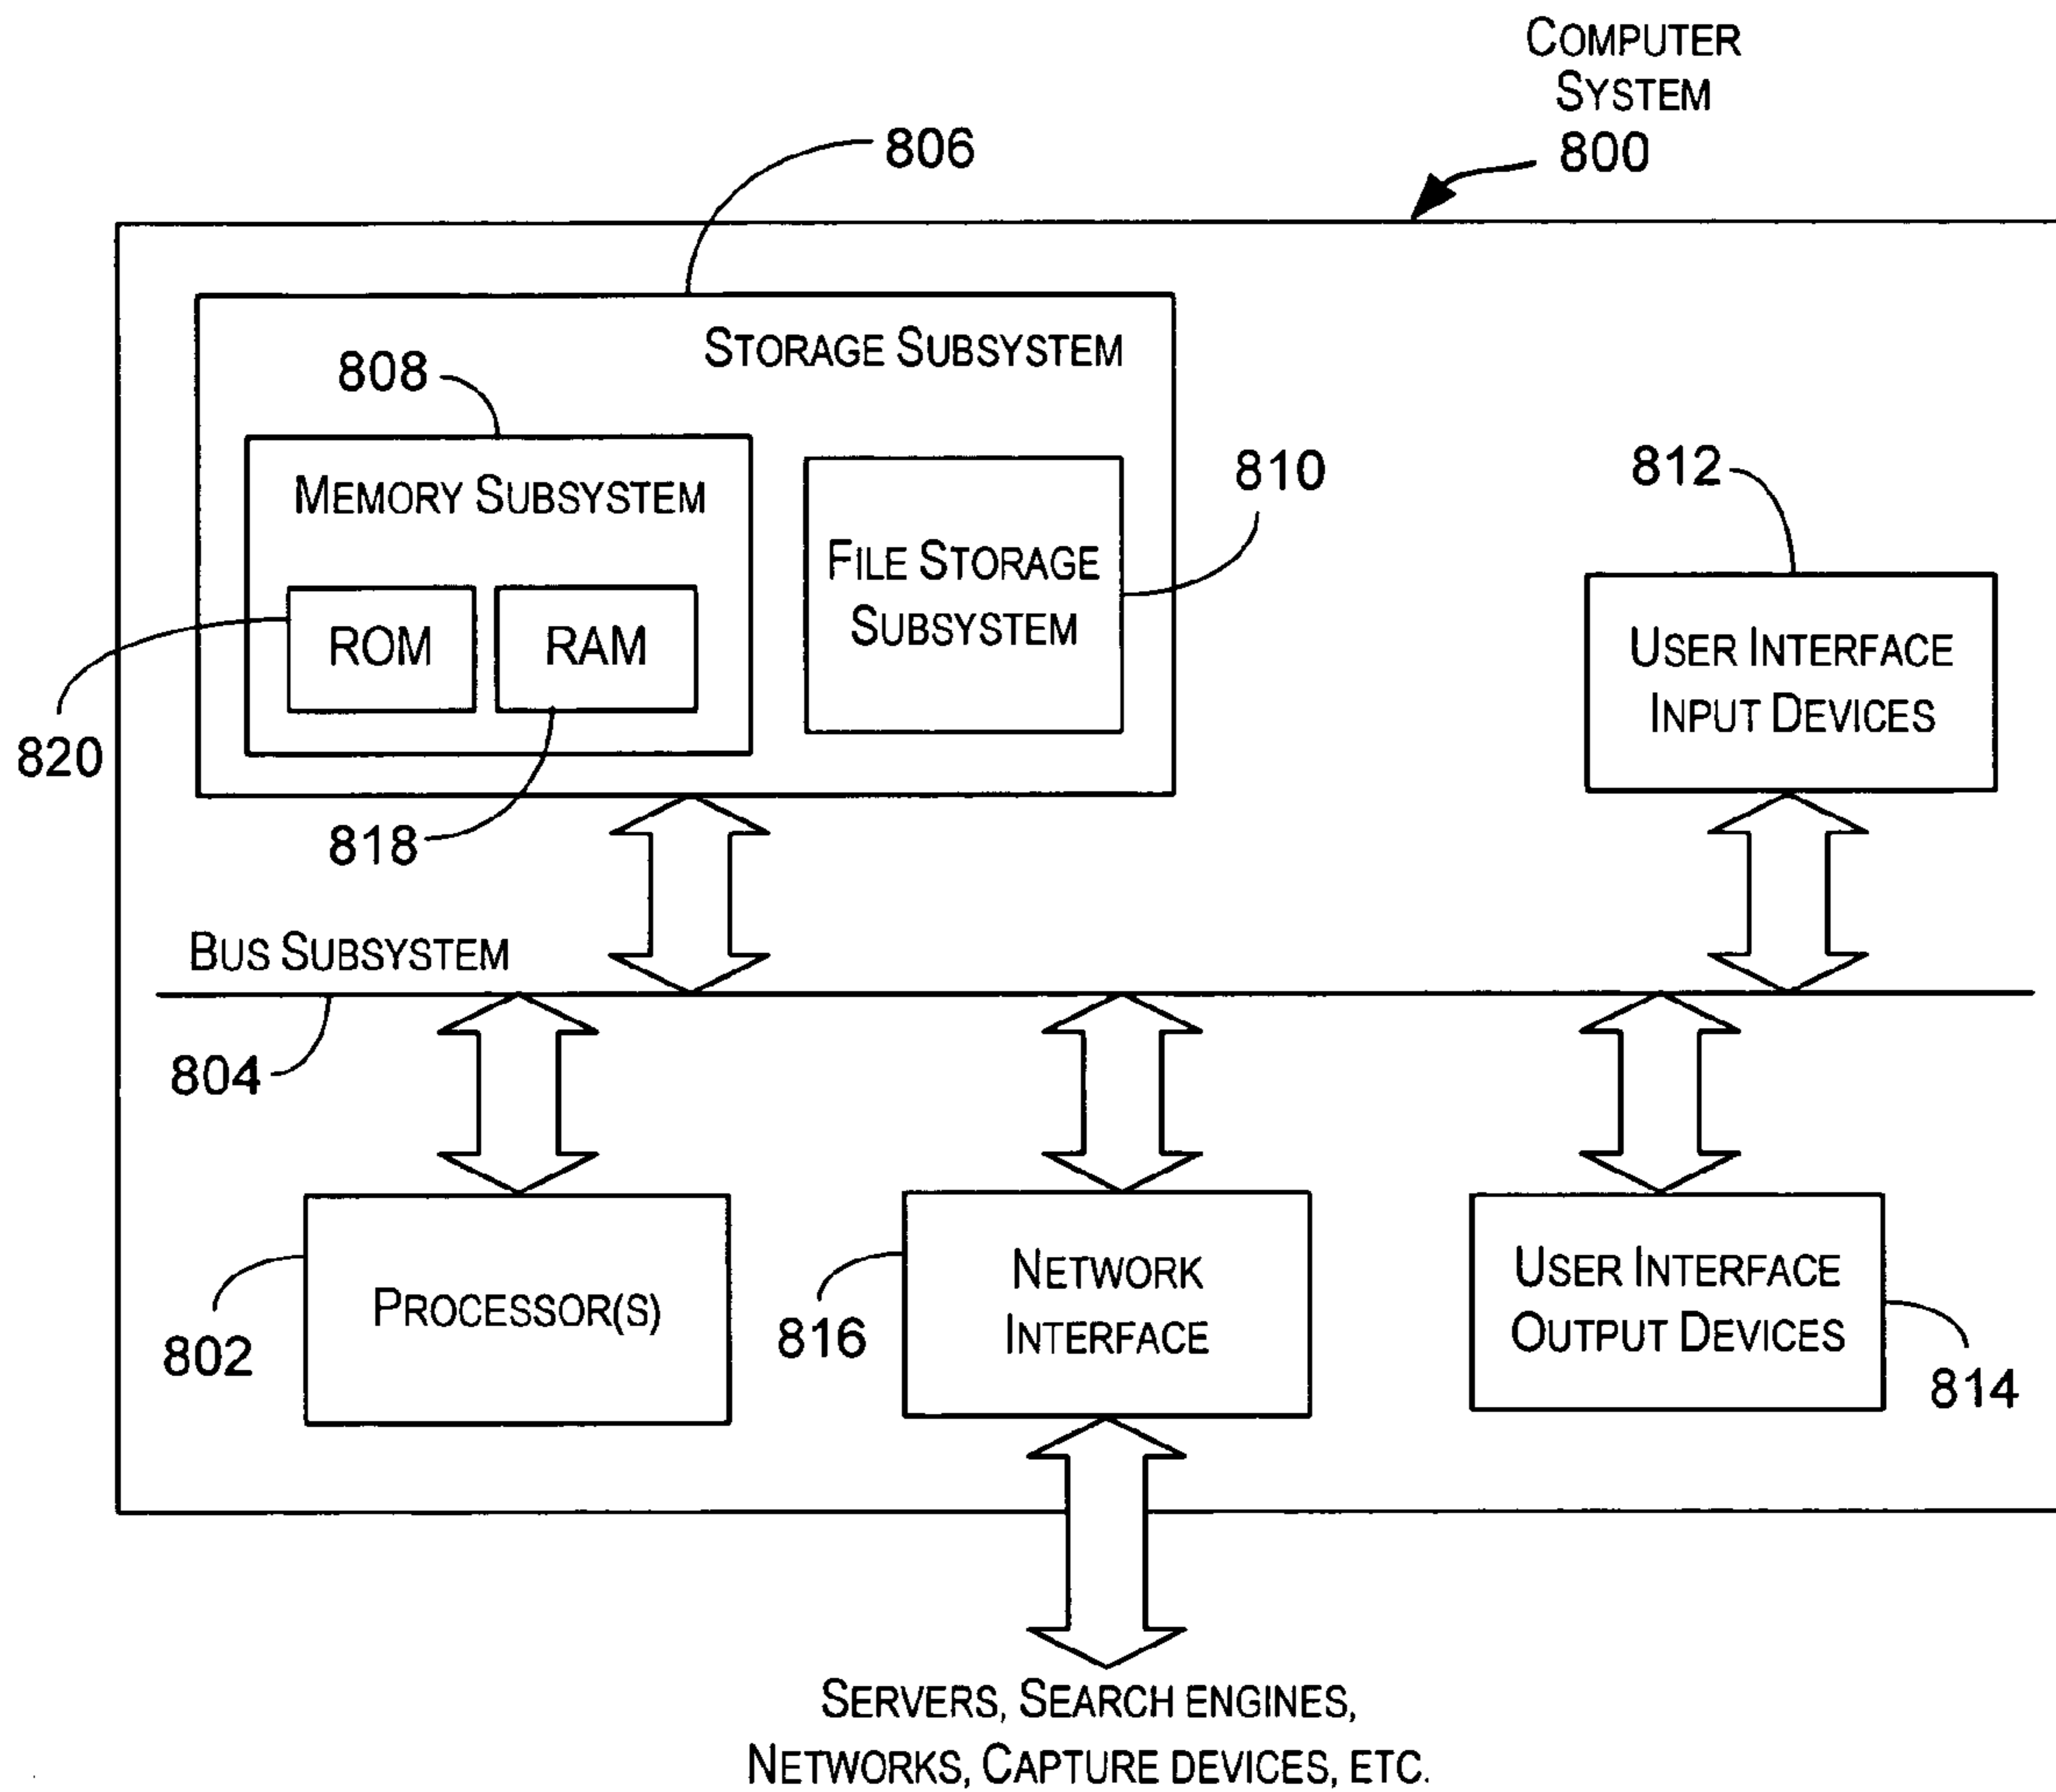 COMPUTER
SYSTEM
800
806
STORAGE SUBSYSTEM
808
MEMORY SUBSYSTEM
810
812
FILE STORAGE
SUBSYSTEM
ROM
RAM
USER INTERFACE
INPUT DEVICES
820
818
BUS SUBSYSTEM
804
PROCESSOR(S)
802
NETWORK
INTERFACE
816
USER INTERFACE
OUTPUT DEVICES
814
SERVERS, SEARCH ENGINES,
NETWORKS, CAPTURE DEVICES, ETC.